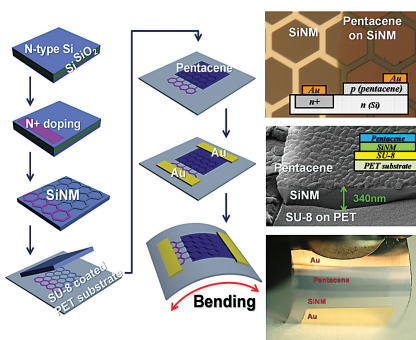 N-type Si
SiO2
Si
N+ doping
SiNM
SU-8 coated
PET substrate
Pentacene
Au
Au
Bending
SiNM
Pentacene
on SiNM
Au
Au
n+
p (pentacene)
n (Si)
Pentacene
SiNM
SU-8
PET substrate
Pentacene
SiNM
340nm
SU-8 on PET
Au
Pentacene
SiNM
Au